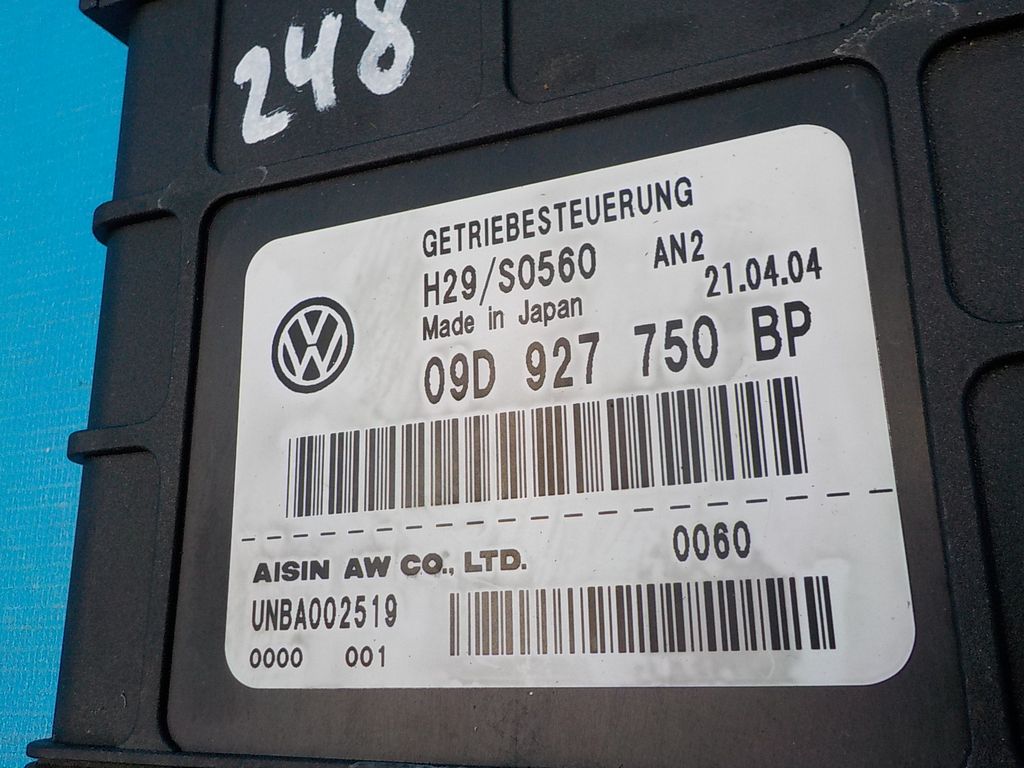 248
GETRIEBESTEUERUNG
H29/S0560 AN2
Made in Japan 21.04.04
09D 927 750 BP
0060
AISIN AW CO., LTD.
UNBA002519
0000 001